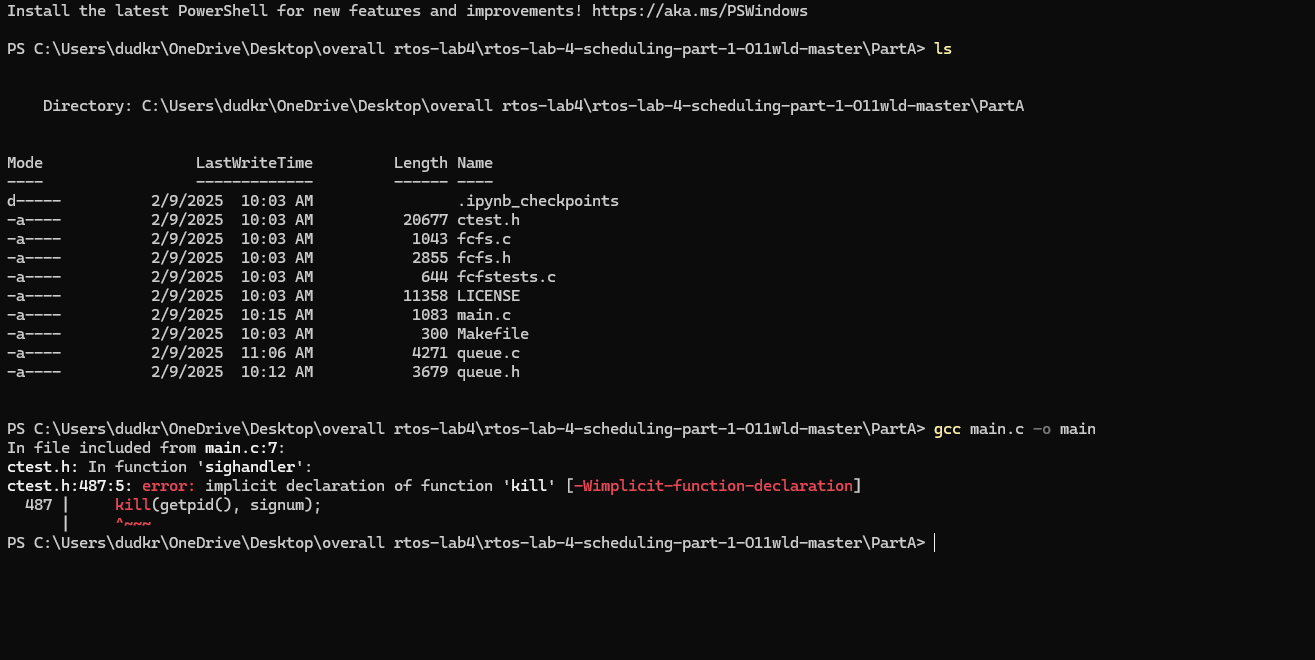 Install the latest PowerShell for new features and improvements! https://aka.ms/PSWindows
PS C:\Users\dudkr\OneDrive\Desktop\overall rtos-lab4\rtos-lab-4-scheduling-part-1-O11wld-master\PartA> ls
Directory: C:\Users\dudkr\OneDrive\Desktop\overall rtos-lab4\rtos-lab-4-scheduling-part-1-O11wld-master\PartA
Mode                 LastWriteTime         Length Name
----                 -------------         ------ ----
d-----          2/9/2025  10:03 AM                .ipynb_checkpoints
-a----          2/9/2025  10:03 AM          20677 ctest.h
-a----          2/9/2025  10:03 AM           1043 fcfs.c
-a----          2/9/2025  10:03 AM           2855 fcfs.h
-a----          2/9/2025  10:03 AM            644 fcfstests.c
-a----          2/9/2025  10:03 AM          11358 LICENSE
-a----          2/9/2025  10:15 AM           1083 main.c
-a----          2/9/2025  10:03 AM            300 Makefile
-a----          2/9/2025  11:06 AM           4271 queue.c
-a----          2/9/2025  10:12 AM           3679 queue.h
PS C:\Users\dudkr\OneDrive\Desktop\overall rtos-lab4\rtos-lab-4-scheduling-part-1-O11wld-master\PartA> gcc main.c -o main
In file included from main.c:7:
ctest.h: In function 'sighandler':
ctest.h:487:5: error: implicit declaration of function 'kill' [-Wimplicit-function-declaration]
  487 |     kill(getpid(), signum);
      |     ^~~~
PS C:\Users\dudkr\OneDrive\Desktop\overall rtos-lab4\rtos-lab-4-scheduling-part-1-O11wld-master\PartA>